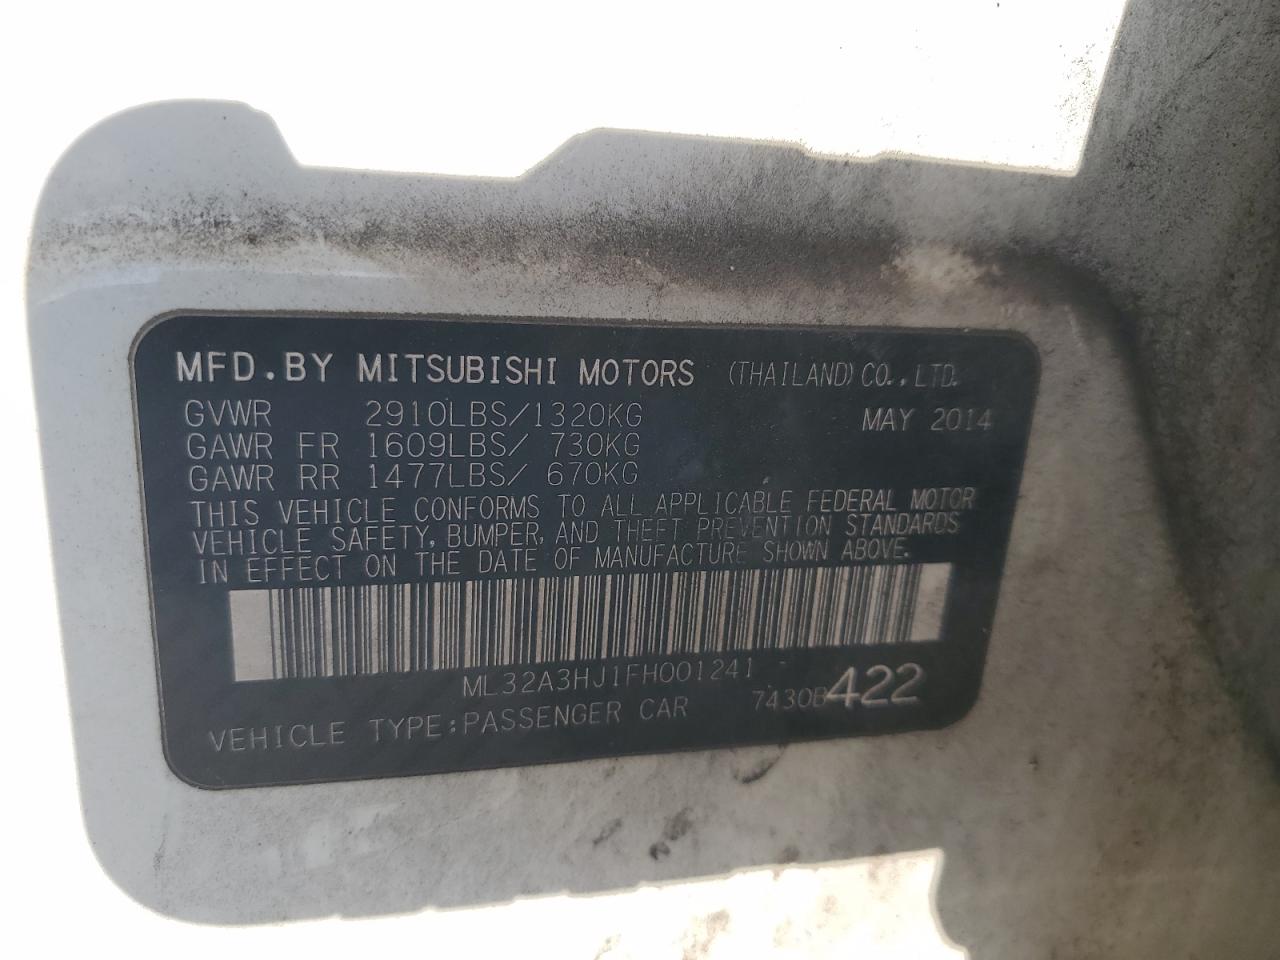 MFD.BY MITSUBISHI MOTORS (THAILAND) CO.,LTD.
GVWR 2910LBS/1320KG MAY 2014
GAWR FR 1609LBS/ 730KG
GAWR RR 1477LBS/ 670KG
THIS VEHICLE CONFORMS TO ALL APPLICABLE FEDERAL MOTOR
VEHICLE SAFETY, BUMPER, AND THEFT PREVENTION STANDARDS
IN EFFECT ON THE DATE OF MANUFACTURE SHOWN ABOVE.
ML32A3HJ1FH001241
7430B422
VEHICLE TYPE:PASSENGER CAR